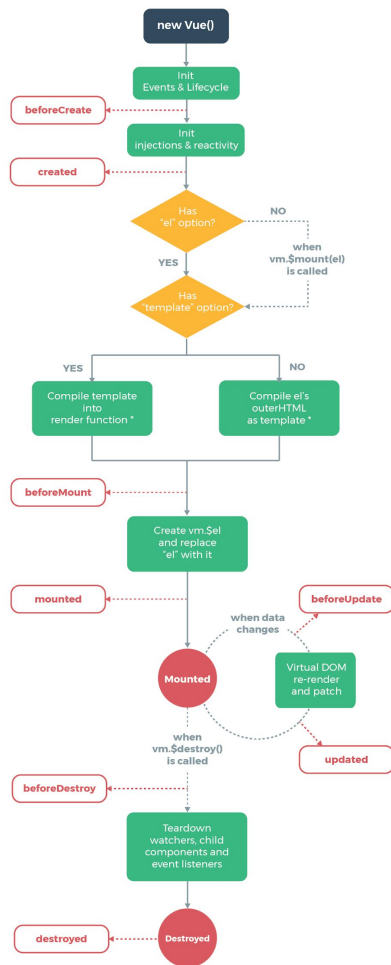 new Vue()
Init
Events & Lifecycle
beforeCreate
Init
injections & reactivity
created
Has
"el" option?
NO
YES
when
vm.$mount(el)
is called
Has
"template" option?
YES
NO
Compile template
into
render function *
Compile el's
outerHTML
as template *
beforeMount
Create vm.$el
and replace
"el" with it
mounted
when data
changes
beforeUpdate
Mounted
Virtual DOM
re-render
and patch
updated
when
vm.$destroy()
is called
beforeDestroy
Teardown
watchers, child
components and
event listeners
destroyed
Destroyed